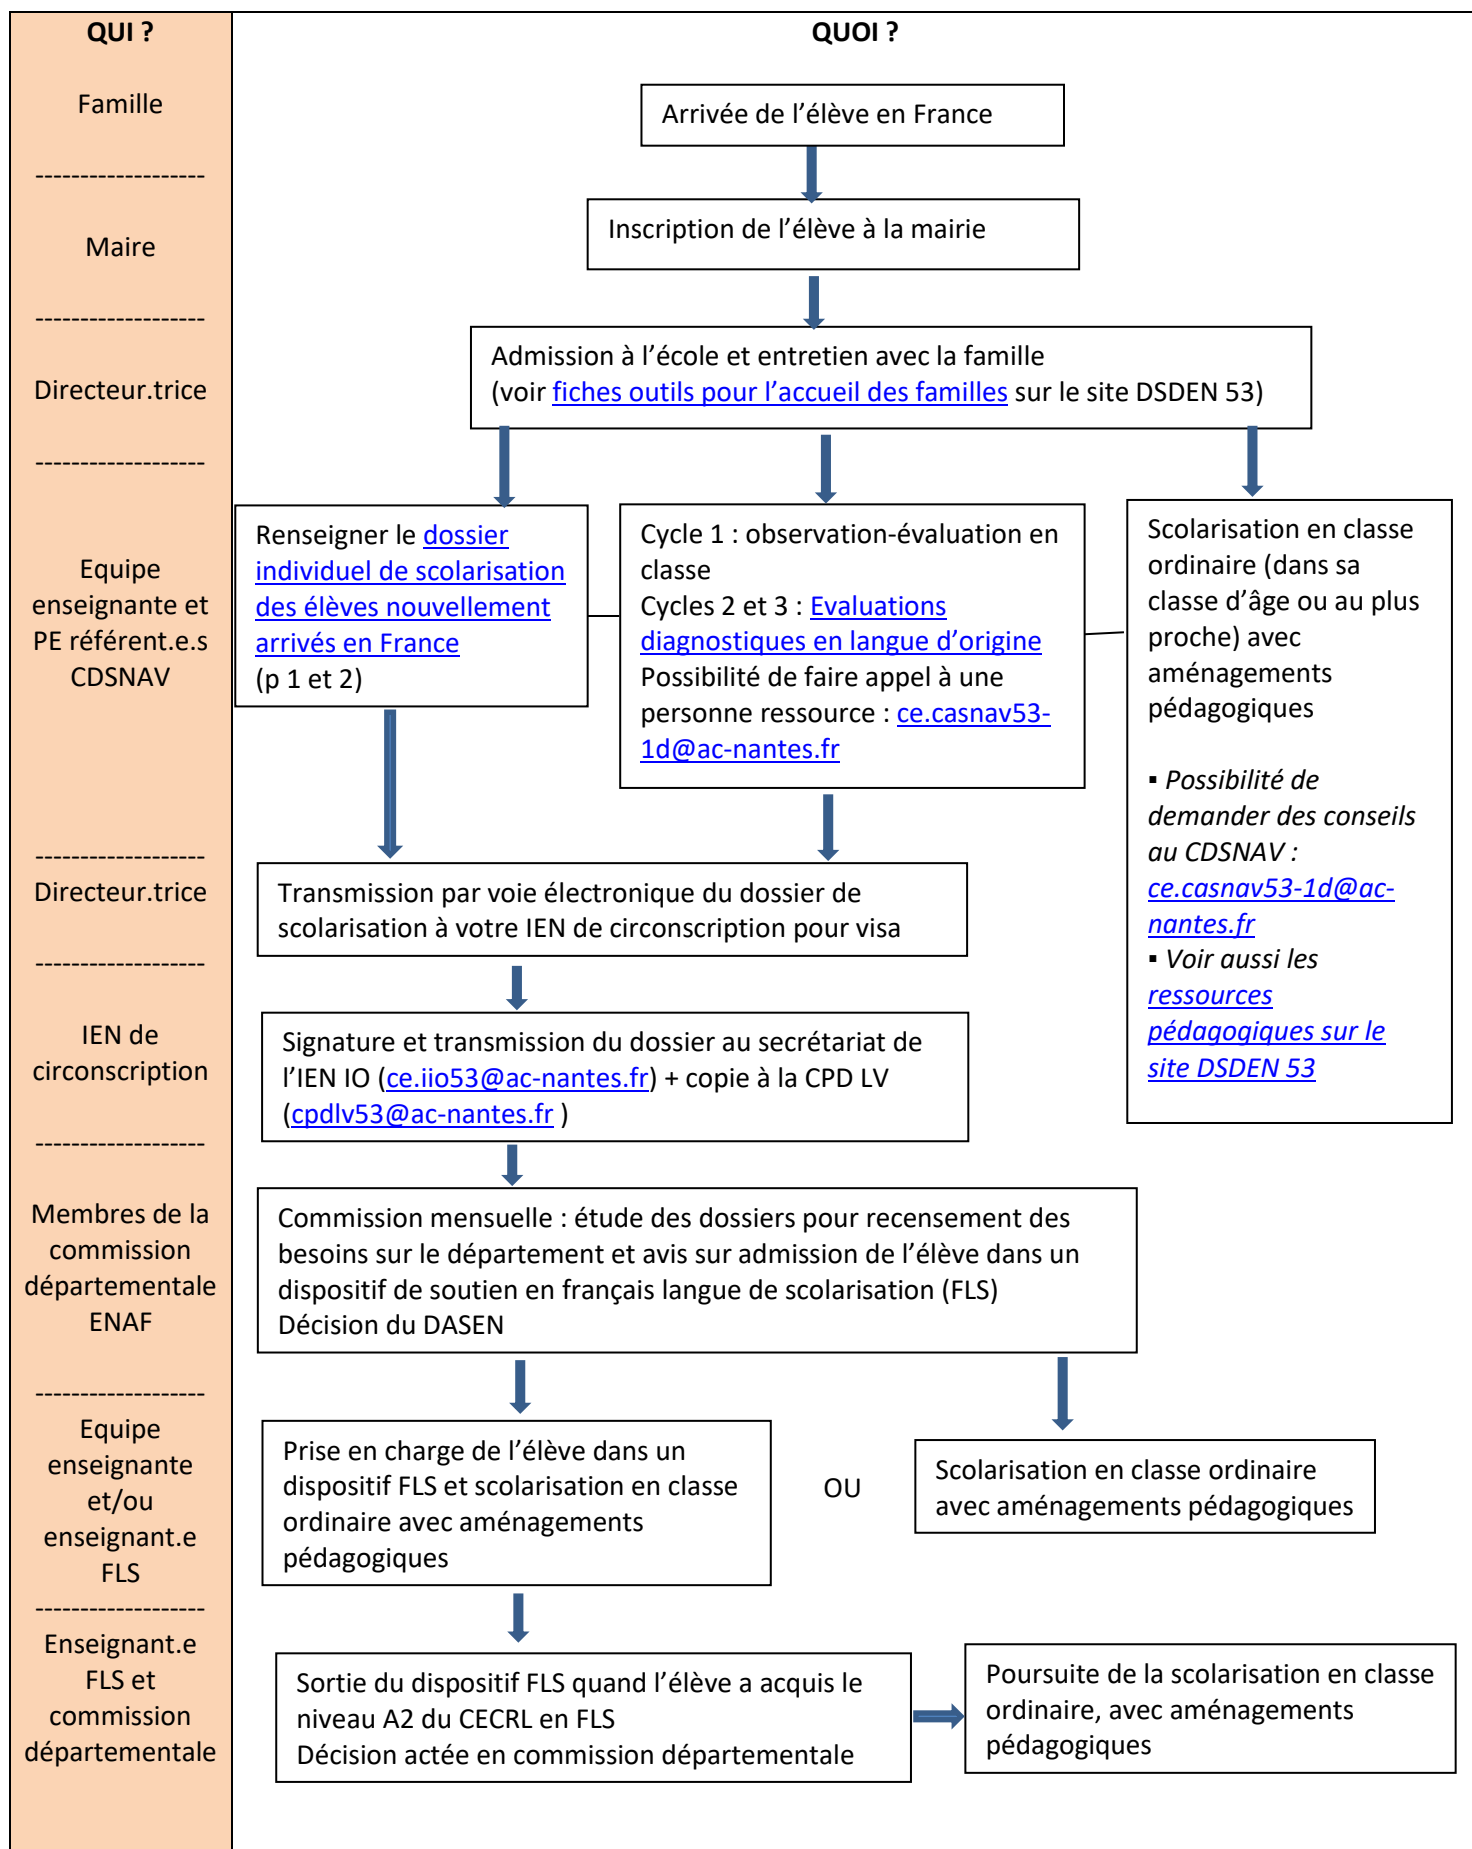 QUI ?
QUOI ?
Famille
Arrivée de l’élève en France
-------------------
Maire
Inscription de l’élève à la mairie
-------------------
Directeur.trice
Admission à l’école et entretien avec la famille
(voir fiches outils pour l’accueil des familles sur le site DSDEN 53)
-------------------
Equipe
enseignante et
PE référent.e.s
CDSNAV
Renseigner le dossier
individuel de scolarisation
des élèves nouvellement
arrivés en France
(p 1 et 2)
Cycle 1 : observation-évaluation en
classe
Cycles 2 et 3 : Evaluations
diagnostiques en langue d’origine
Possibilité de faire appel à une
personne ressource : ce.casnav53-
1d@ac-nantes.fr
Scolarisation en classe
ordinaire (dans sa
classe d’âge ou au plus
proche) avec
aménagements
pédagogiques
▪ Possibilité de
demander des conseils
au CDSNAV :
ce.casnav53-1d@ac-
nantes.fr
▪ Voir aussi les
ressources
pédagogiques sur le
site DSDEN 53
-------------------
Directeur.trice
Transmission par voie électronique du dossier de
scolarisation à votre IEN de circonscription pour visa
-------------------
IEN de
circonscription
Signature et transmission du dossier au secrétariat de
l’IEN IO (ce.iio53@ac-nantes.fr) + copie à la CPD LV
(cpdlv53@ac-nantes.fr )
-------------------
Membres de la
commission
départementale
ENAF
Commission mensuelle : étude des dossiers pour recensement des
besoins sur le département et avis sur admission de l’élève dans un
dispositif de soutien en français langue de scolarisation (FLS)
Décision du DASEN
-------------------
Equipe
enseignante
et/ou
enseignant.e
FLS
Prise en charge de l’élève dans un
dispositif FLS et scolarisation en classe
ordinaire avec aménagements
pédagogiques
OU
Scolarisation en classe ordinaire
avec aménagements pédagogiques
-------------------
Enseignant.e
FLS et
commission
départementale
Sortie du dispositif FLS quand l’élève a acquis le
niveau A2 du CECRL en FLS
Décision actée en commission départementale
Poursuite de la scolarisation en classe
ordinaire, avec aménagements
pédagogiques